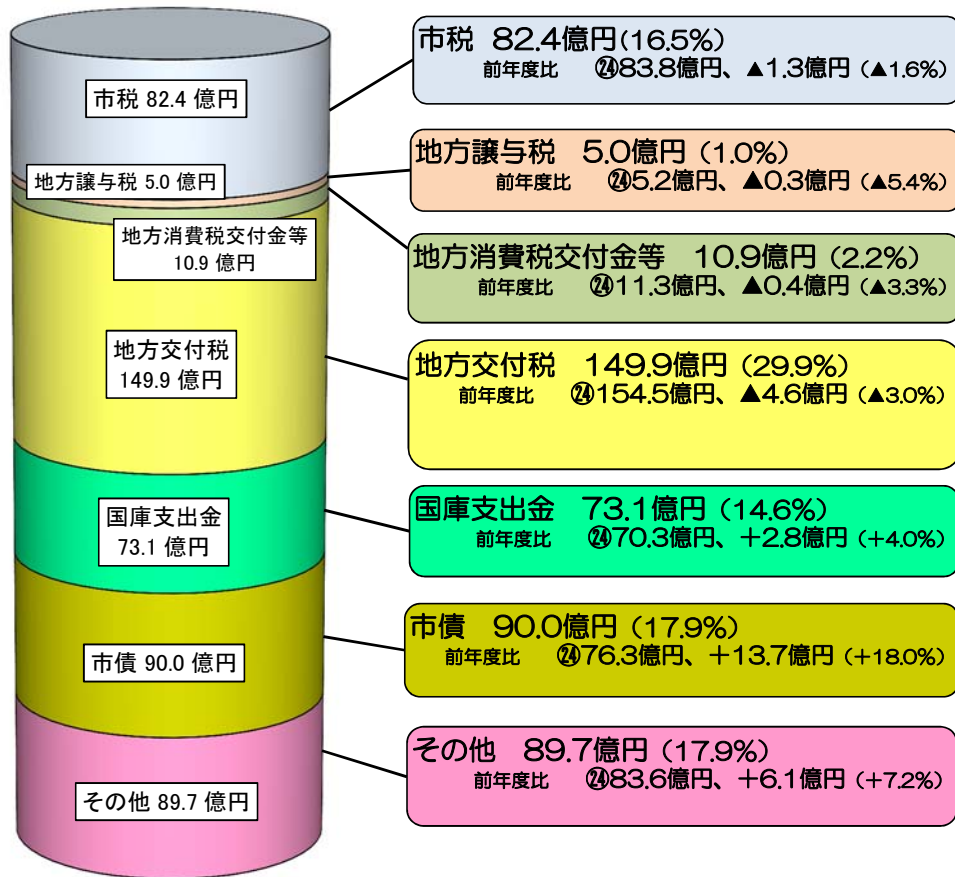 市税 82.4 億円
地方譲与税 5.0 億円
地方消費税交付金等
10.9 億円
地方交付税
149.9 億円
国庫支出金
73.1 億円
市債 90.0 億円
その他 89.7 億円
市税 82.4億円(16.5%)
前年度比 ㉔83.8億円、▲1.3億円(▲1.6%)
地方譲与税 5.0億円(1.0%)
前年度比 ㉔5.2億円、▲0.3億円(▲5.4%)
地方消費税交付金等 10.9億円(2.2%)
前年度比 ㉔11.3億円、▲0.4億円(▲3.3%)
地方交付税 149.9億円(29.9%)
前年度比 ㉔154.5億円、▲4.6億円(▲3.0%)
国庫支出金 73.1億円(14.6%)
前年度比 ㉔70.3億円、+2.8億円(+4.0%)
市債 90.0億円(17.9%)
前年度比 ㉔76.3億円、+13.7億円(+18.0%)
その他 89.7億円(17.9%)
前年度比 ㉔83.6億円、+6.1億円(+7.2%)